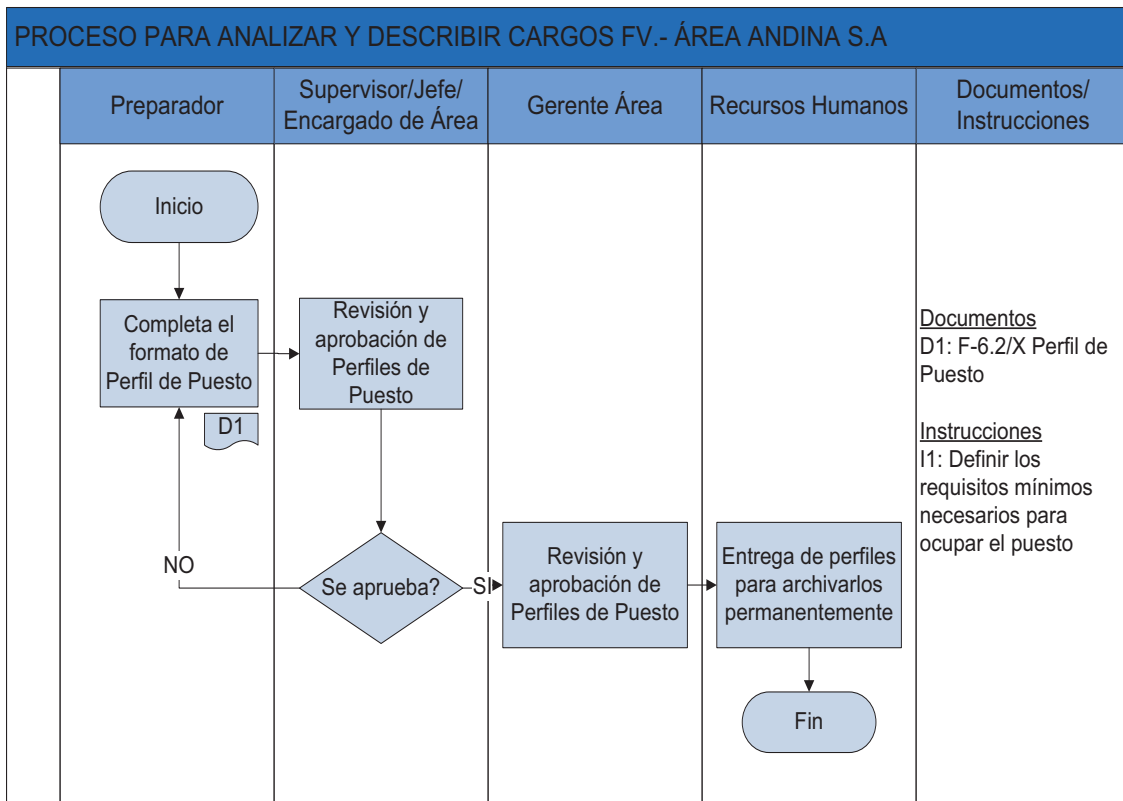 PROCESO PARA ANALIZAR Y DESCRIBIR CARGOS FV.- ÁREA ANDINA S.A
Preparador
Supervisor/Jefe/
Encargado de Área
Gerente Área
Recursos Humanos
Documentos/
Instrucciones
Inicio
Completa el
formato de
Perfil de Puesto
D1
Revisión y
aprobación de
Perfiles de
Puesto
Se aprueba?
NO
SI
Revisión y
aprobación de
Perfiles de Puesto
Entrega de perfiles
para archivarlos
permanentemente
Fin
Documentos
D1: F-6.2/X Perfil de
Puesto
Instrucciones
I1: Definir los
requisitos mínimos
necesarios para
ocupar el puesto